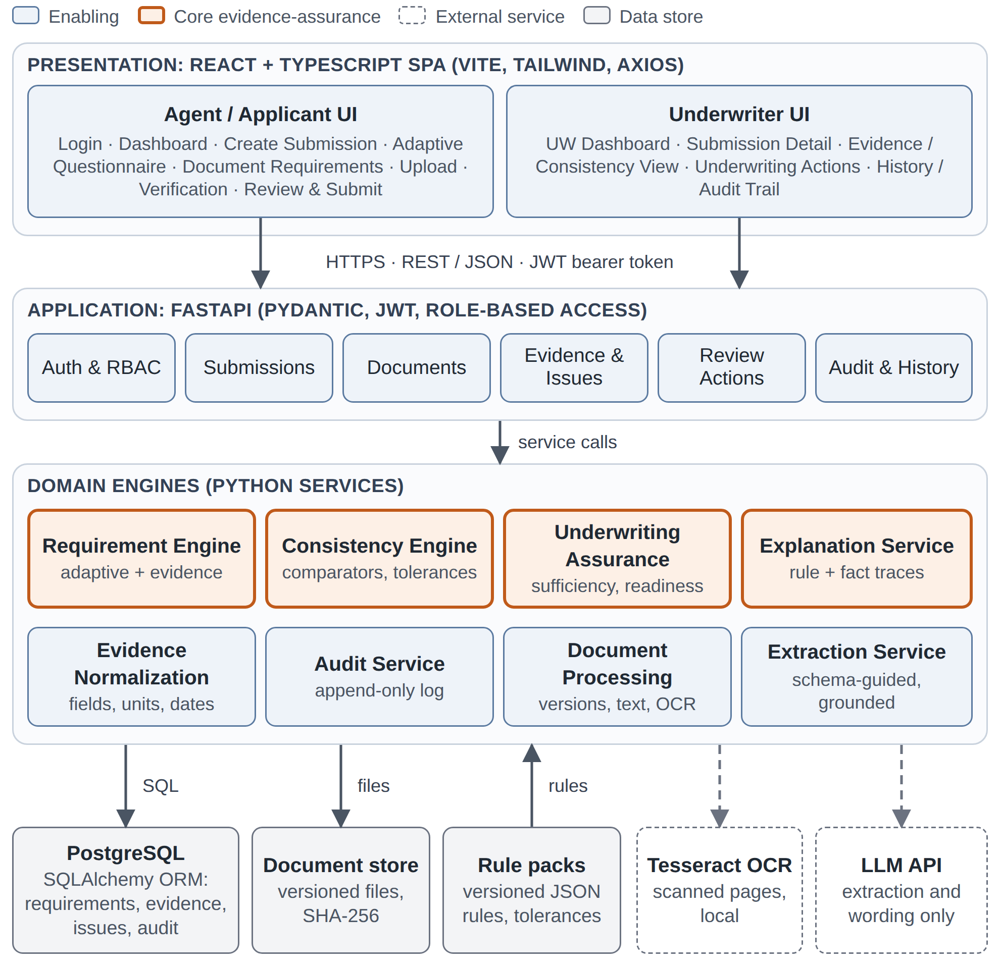 Enabling
Core evidence-assurance
External service
Data store
PRESENTATION: REACT + TYPESCRIPT SPA (VITE, TAILWIND, AXIOS)
Agent / Applicant UI
Login · Dashboard · Create Submission · Adaptive
Questionnaire · Document Requirements · Upload ·
Verification · Review & Submit
Underwriter UI
UW Dashboard · Submission Detail · Evidence /
Consistency View · Underwriting Actions · History /
Audit Trail
HTTPS · REST / JSON · JWT bearer token
APPLICATION: FASTAPI (PYDANTIC, JWT, ROLE-BASED ACCESS)
Auth & RBAC
Submissions
Documents
Evidence &
Issues
Review
Actions
Audit & History
service calls
DOMAIN ENGINES (PYTHON SERVICES)
Requirement Engine
adaptive + evidence
Consistency Engine
comparators, tolerances
Underwriting
Assurance
sufficiency, readiness
Explanation Service
rule + fact traces
Evidence
Normalization
fields, units, dates
Audit Service
append-only log
Document
Processing
versions, text, OCR
Extraction Service
schema-guided,
grounded
SQL
files
rules
PostgreSQL
SQLAlchemy ORM:
requirements, evidence,
issues, audit
Document store
versioned files,
SHA-256
Rule packs
versioned JSON
rules, tolerances
Tesseract OCR
scanned pages,
local
LLM API
extraction and
wording only